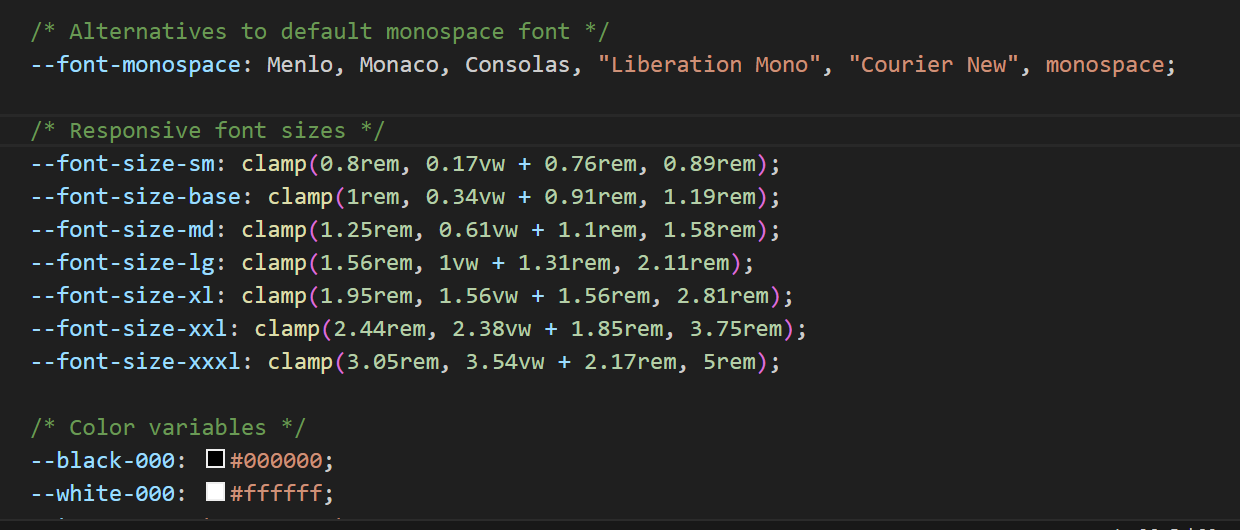 /* Alternatives to default monospace font */
--font-monospace: Menlo, Monaco, Consolas, "Liberation Mono", "Courier New", monospace;
/* Responsive font sizes */
--font-size-sm: clamp(0.8rem, 0.17vw + 0.76rem, 0.89rem);
--font-size-base: clamp(1rem, 0.34vw + 0.91rem, 1.19rem);
--font-size-md: clamp(1.25rem, 0.61vw + 1.1rem, 1.58rem);
--font-size-lg: clamp(1.56rem, 1vw + 1.31rem, 2.11rem);
--font-size-xl: clamp(1.95rem, 1.56vw + 1.56rem, 2.81rem);
--font-size-xxl: clamp(2.44rem, 2.38vw + 1.85rem, 3.75rem);
--font-size-xxxl: clamp(3.05rem, 3.54vw + 2.17rem, 5rem);
/* Color variables */
--black-000: #000000;
--white-000: #ffffff;